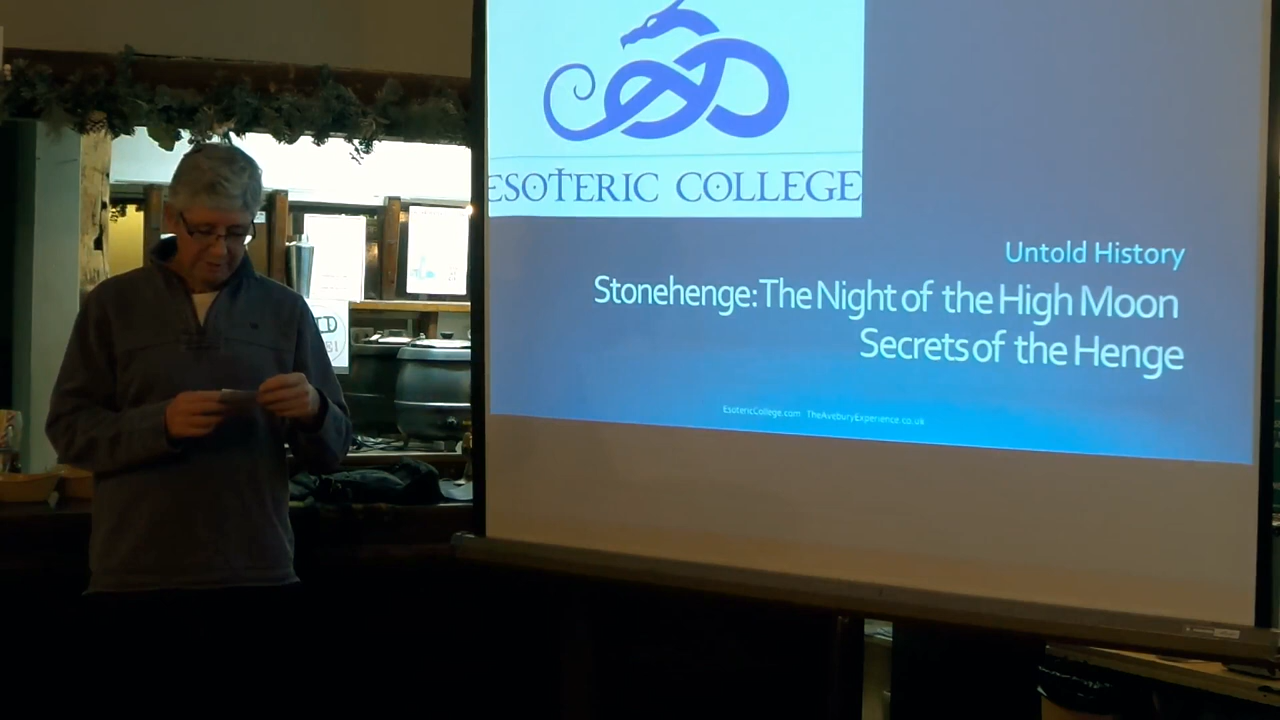 ESOTERIC COLLEGE
Untold History
Stonehenge: The Night of the High Moon
Secrets of the Henge
EsotericCollege.com TheAveburyExperience.co.uk